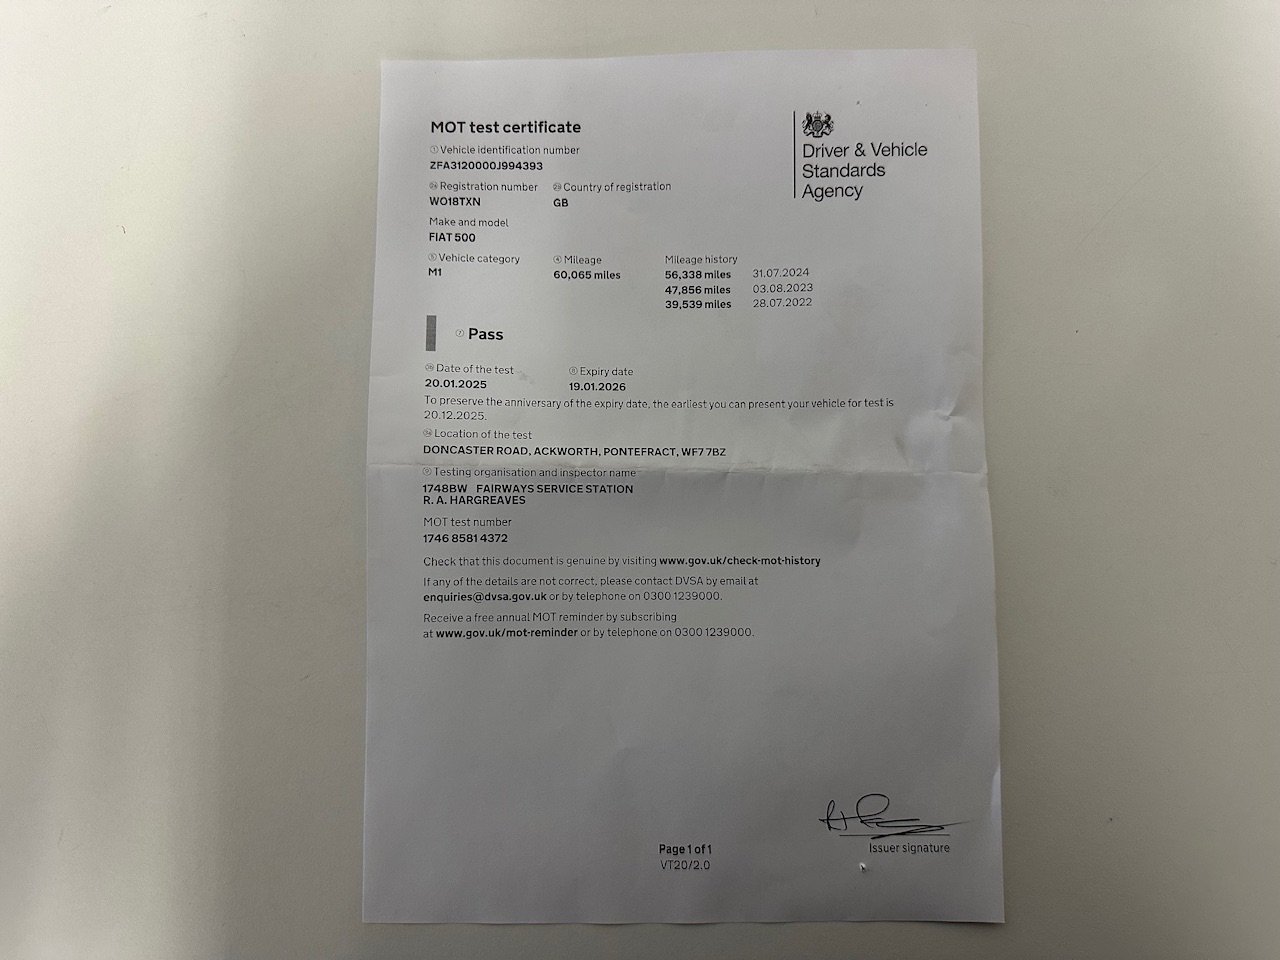 MOT test certificate
① Vehicle identification number
ZFA3120000J994393
Registration number Country of registration
WO18TXN GB
Make and model
FIAT 500
⑤ Vehicle category ④ Mileage Mileage history
M1 60,065 miles 56,338 miles 31.07.2024
47,856 miles 03.08.2023
39,539 miles 28.07.2022
⑦ Pass
Date of the test ⑧ Expiry date
20.01.2025 19.01.2026
To preserve the anniversary of the expiry date, the earliest you can present your vehicle for test is
20.12.2025.
Location of the test
DONCASTER ROAD, ACKWORTH, PONTEFRACT, WF7 7BZ
⑨ Testing organisation and inspector name
1748BW FAIRWAYS SERVICE STATION
R. A. HARGREAVES
MOT test number
1746 8581 4372
Check that this document is genuine by visiting www.gov.uk/check-mot-history
If any of the details are not correct, please contact DVSA by email at
enquiries@dvsa.gov.uk or by telephone on 0300 1239000.
Receive a free annual MOT reminder by subscribing
at www.gov.uk/mot-reminder or by telephone on 0300 1239000.
Driver & Vehicle
Standards
Agency
Issuer signature
Page 1 of 1
VT20/2.0